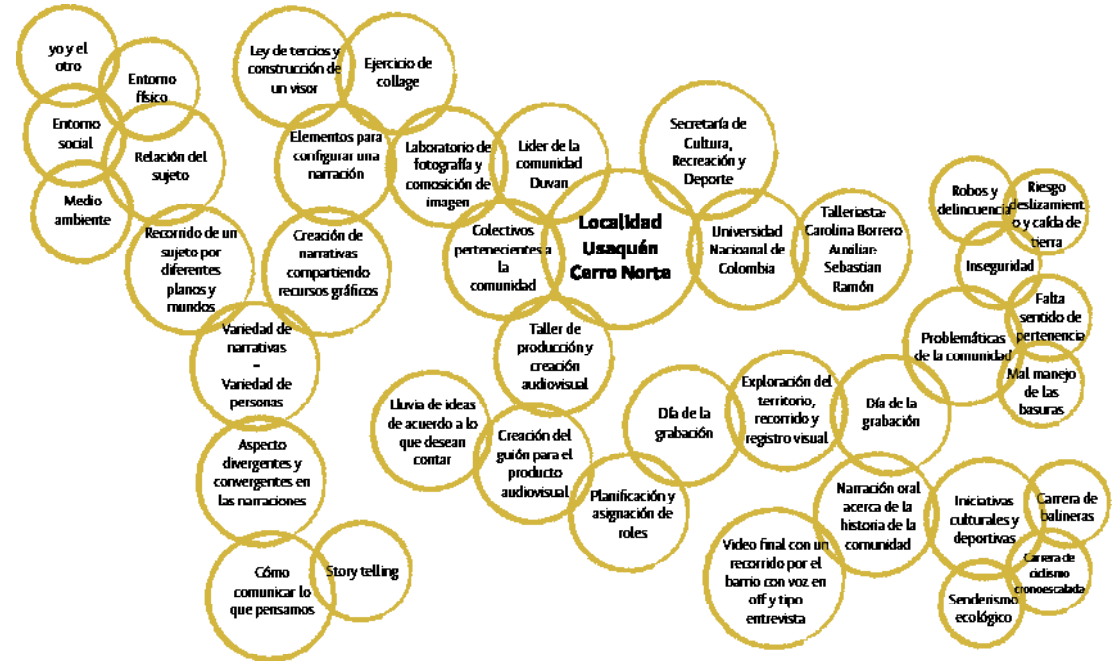 yo y el
otro
Entorno
físico
Entorno
social
Relación del
sujeto
Medio
ambiente
Recorrido de un
sujeto por
diferentes
planos y
mundos
Ley de tercios y
construcción de
un visor
Ejercicio de
collage
Elementos para
configurar una
narración
Creación de
narrativas
compartiendo
recursos gráficos
Variedad de
narrativas
=
Variedad de
personas
Aspecto
divergentes y
convergentes en
las narraciones
Cómo
comunicar lo
que pensamos
Story telling
Laboratorio de
fotografía y
comosición de
imagen
Líder de la
comunidad
Duvan
Colectivos
pertenecientes a
la
comunidad
Localidad
Usaquén
Cerro Norte
Secretaría de
Cultura,
Recreación y
Deporte
Universidad
Nacioanal de
Colombia
Talleriasta:
Carolina Borrero
Auxiliar:
Sebastian
Ramón
Taller de
producción y
creación
audiovisual
Lluvia de ideas
de acuerdo a lo
que desean
contar
Creación del
guión para el
producto
audiovisual
Planificación y
asignación de
roles
Día de la
grabación
Exploración del
territorio,
recorrido y
registro visual
Día de la
grabación
Problemáticas
de la comunidad
Inseguridad
Robos y
delincuencia
Riesgo
deslizamient
o y caída de
tierra
Falta
sentido de
pertenencia
Mal manejo
de las
basuras
Narración oral
acerca de la
historia de la
comunidad
Video final con un
recorrido por el
barrio con voz en
off y tipo
entrevista
Iniciativas
culturales y
deportivas
Carrera de
balineras
Carrera de
ciclismo
cronoescalada
Senderismo
ecológico